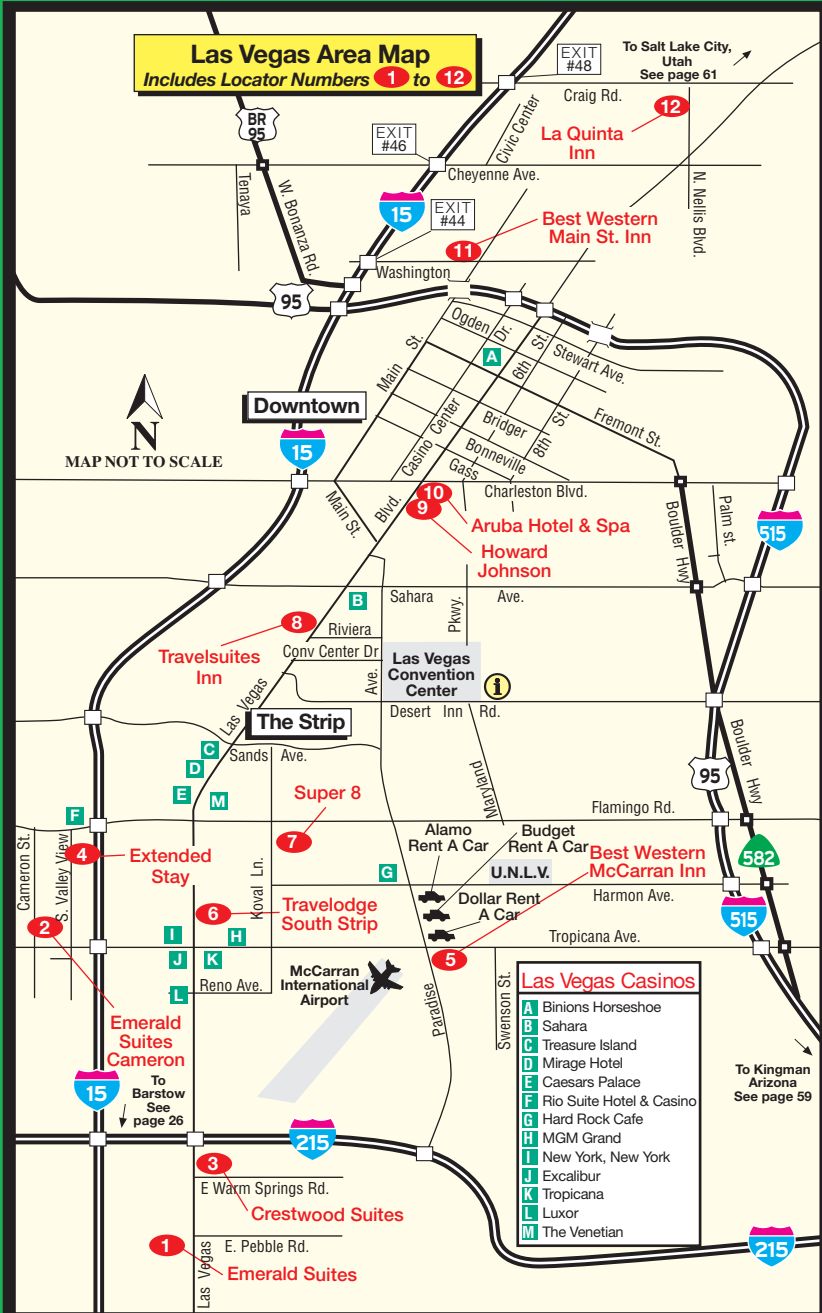 Las Vegas Area Map
Includes Locator Numbers 1 to 12
EXIT
#48
To Salt Lake City,
Utah
See page 61
Craig Rd.
12
La Quinta
Inn
Civic Center
BR
95
EXIT
#46
Cheyenne Ave.
Tenaya
W. Bonanza Rd.
N. Nellis Blvd.
15
EXIT
#44
Best Western
Main St. Inn
11
Washington
95
Ogden
Dr.
St.
Stewart Ave.
A
6th
Main
St.
Downtown
N
MAP NOT TO SCALE
15
Casino Center
Bridger
8th
St.
Fremont St.
Bonneville
Gass
Charleston Blvd.
10
9
Aruba Hotel & Spa
Howard
Johnson
Main St.
Blvd.
Boulder Hwy
Palm st.
515
B
Sahara
Ave.
8
Travelsuites
Inn
Riviera
Conv Center Dr
Ave.
Pkwy.
Las Vegas
Convention
Center
i
Las Vegas
The Strip
Desert Inn Rd.
C
Sands Ave.
D
E
M
Super 8
7
Maryland
95
Boulder Hwy
Flamingo Rd.
F
Cameron St.
S. Valley View
4
Extended
Stay
Koval Ln.
Alamo
Rent A Car
Budget
Rent A Car
Best Western
McCarran Inn
582
G
U.N.L.V.
Harmon Ave.
Dollar Rent
A Car
515
6
Travelodge
South Strip
2
I
H
Tropicana Ave.
J
K
5
McCarran
International
Airport
L
Reno Ave.
Paradise
Swenson St.
Emerald
Suites
Cameron
15
To
Barstow
See
page 26
Las Vegas Casinos
A Binions Horseshoe
B Sahara
C Treasure Island
D Mirage Hotel
E Caesars Palace
F Rio Suite Hotel & Casino
G Hard Rock Cafe
H MGM Grand
I New York, New York
J Excalibur
K Tropicana
L Luxor
M The Venetian
To Kingman
Arizona
See page 59
215
3
E Warm Springs Rd.
Crestwood Suites
1
E. Pebble Rd.
Emerald Suites
Las Vegas
215